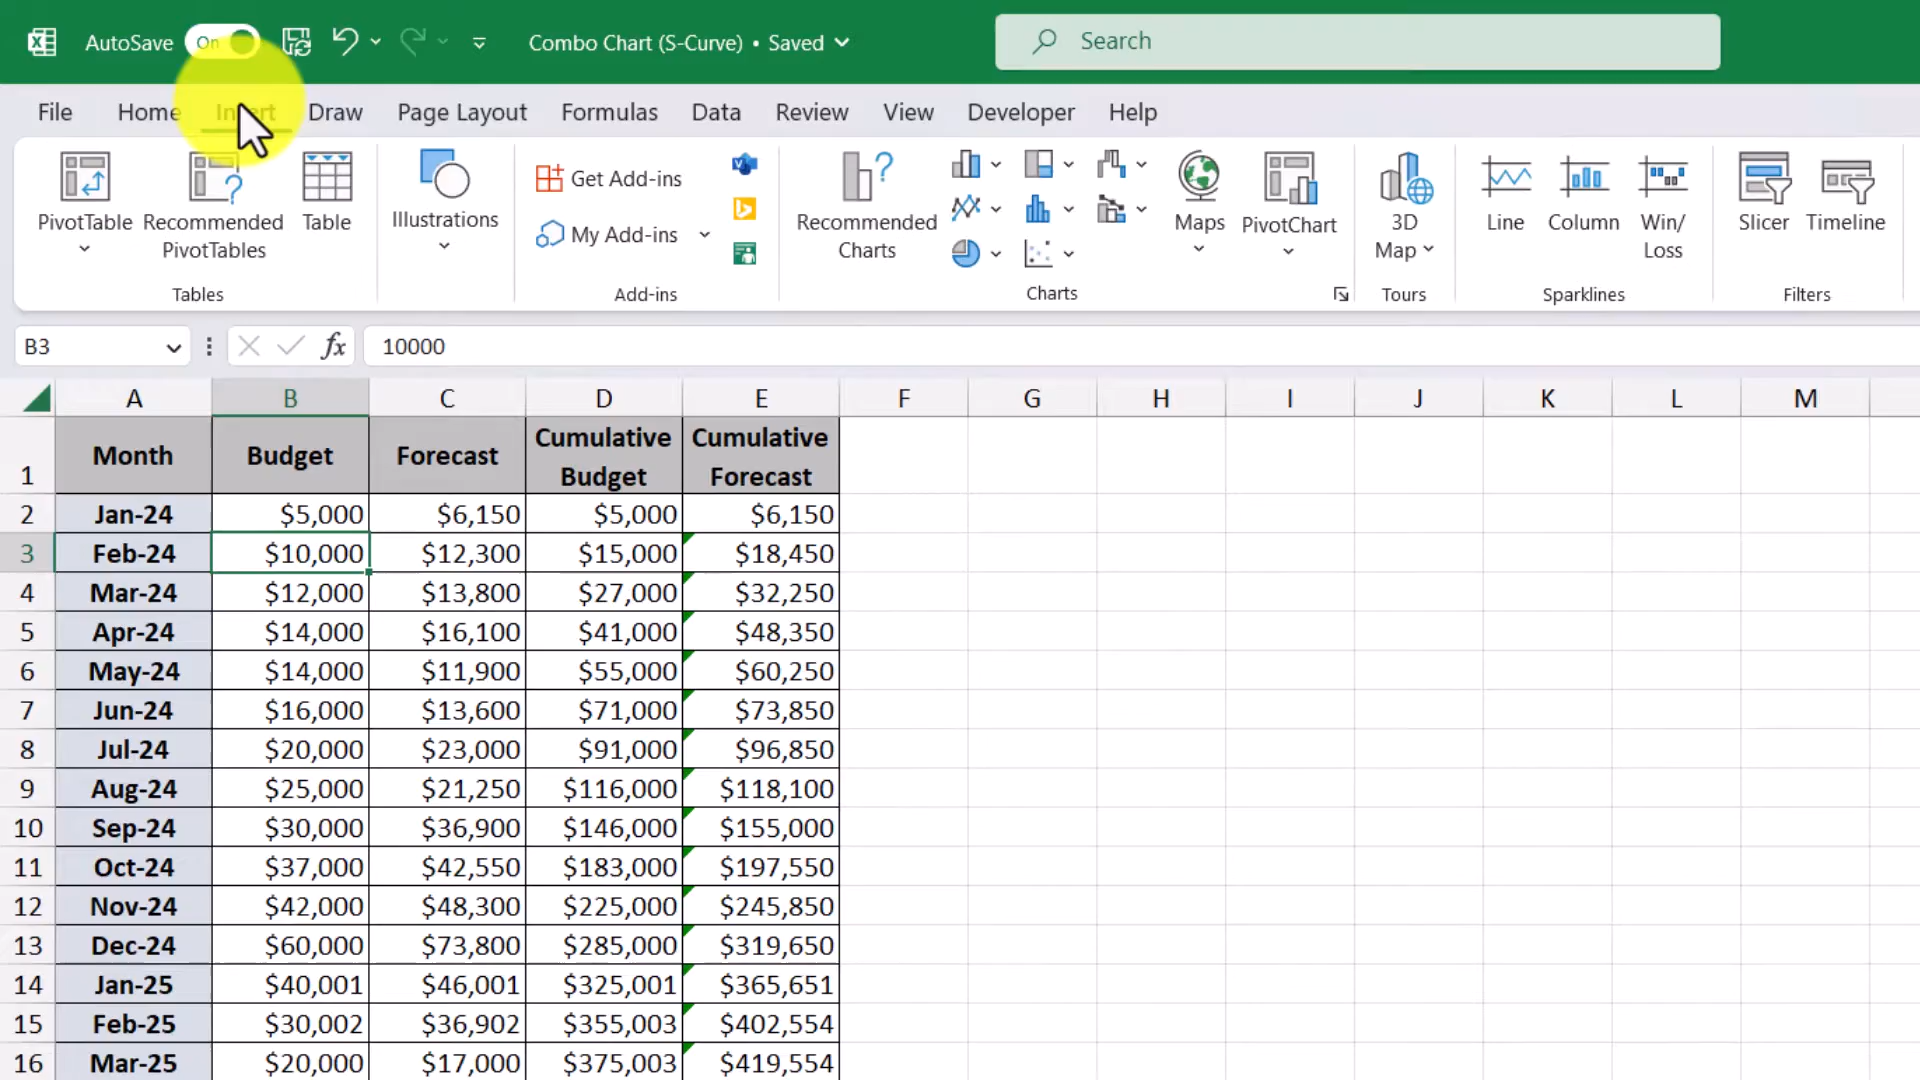 AutoSave On Combo Chart (S-Curve) • Saved Search
File Home Insert Draw Page Layout Formulas Data Review View Developer Help
PivotTable Recommended PivotTables Table Illustrations Get Add-ins My Add-ins Recommended Charts Maps PivotChart 3D Map Line Column Win/Loss Slicer Timeline
Tables Add-ins Charts Tours Sparklines Filters
B3 fx 10000
A B C D E F G H I J K L M
1 Month Budget Forecast Cumulative Budget Cumulative Forecast
2 Jan-24 $5,000 $6,150 $5,000 $6,150
3 Feb-24 $10,000 $12,300 $15,000 $18,450
4 Mar-24 $12,000 $13,800 $27,000 $32,250
5 Apr-24 $14,000 $16,100 $41,000 $48,350
6 May-24 $14,000 $11,900 $55,000 $60,250
7 Jun-24 $16,000 $13,600 $71,000 $73,850
8 Jul-24 $20,000 $23,000 $91,000 $96,850
9 Aug-24 $25,000 $21,250 $116,000 $118,100
10 Sep-24 $30,000 $36,900 $146,000 $155,000
11 Oct-24 $37,000 $42,550 $183,000 $197,550
12 Nov-24 $42,000 $48,300 $225,000 $245,850
13 Dec-24 $60,000 $73,800 $285,000 $319,650
14 Jan-25 $40,001 $46,001 $325,001 $365,651
15 Feb-25 $30,002 $36,902 $355,003 $402,554
16 Mar-25 $20,000 $17,000 $375,003 $419,554